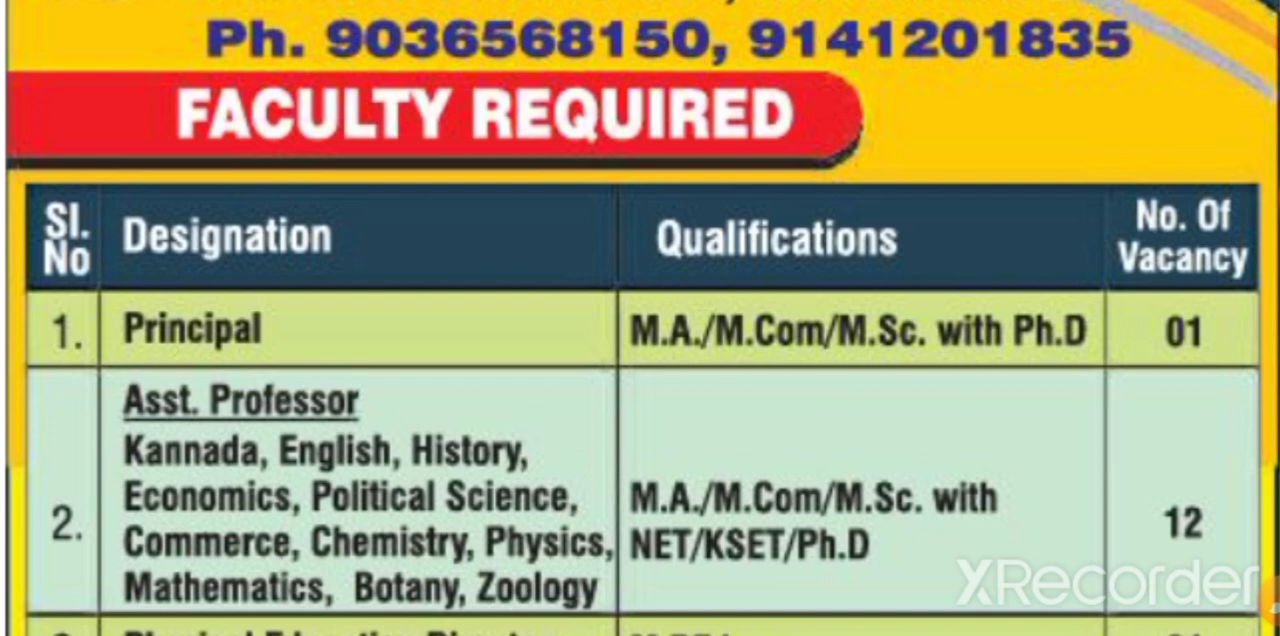 Ph. 9036568150, 9141201835
FACULTY REQUIRED
Sl. No Designation Qualifications No. Of Vacancy
1. Principal M.A./M.Com/M.Sc. with Ph.D 01
2. Asst. Professor
Kannada, English, History,
Economics, Political Science,
Commerce, Chemistry, Physics,
Mathematics, Botany, Zoology
M.A./M.Com/M.Sc. with
NET/KSET/Ph.D
12
XRecorder